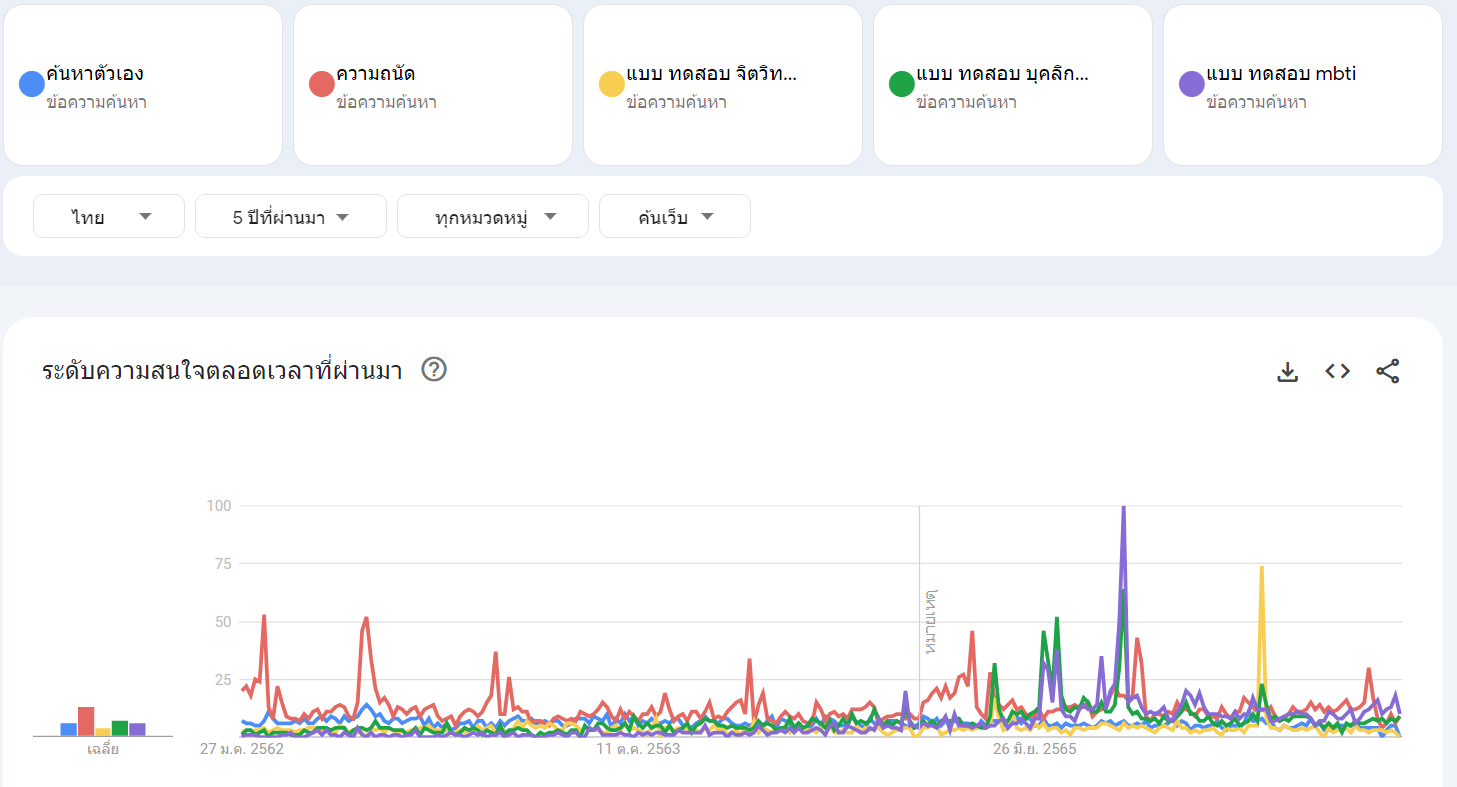 ค้นหาตัวเอง
ข้อความค้นหา
ความถนัด
ข้อความค้นหา
แบบ ทดสอบ จิตวิท...
ข้อความค้นหา
แบบ ทดสอบ บุคลิก...
ข้อความค้นหา
แบบ ทดสอบ mbti
ข้อความค้นหา
ไทย
5 ปีที่ผ่านมา
ทุกหมวดหมู่
ค้นเว็บ
ระดับความสนใจตลอดเวลาที่ผ่านมา
?
100
75
50
25
หมายเหตุ
เฉลี่ย
27 ม.ค. 2562
11 ต.ค. 2563
26 มิ.ย. 2565